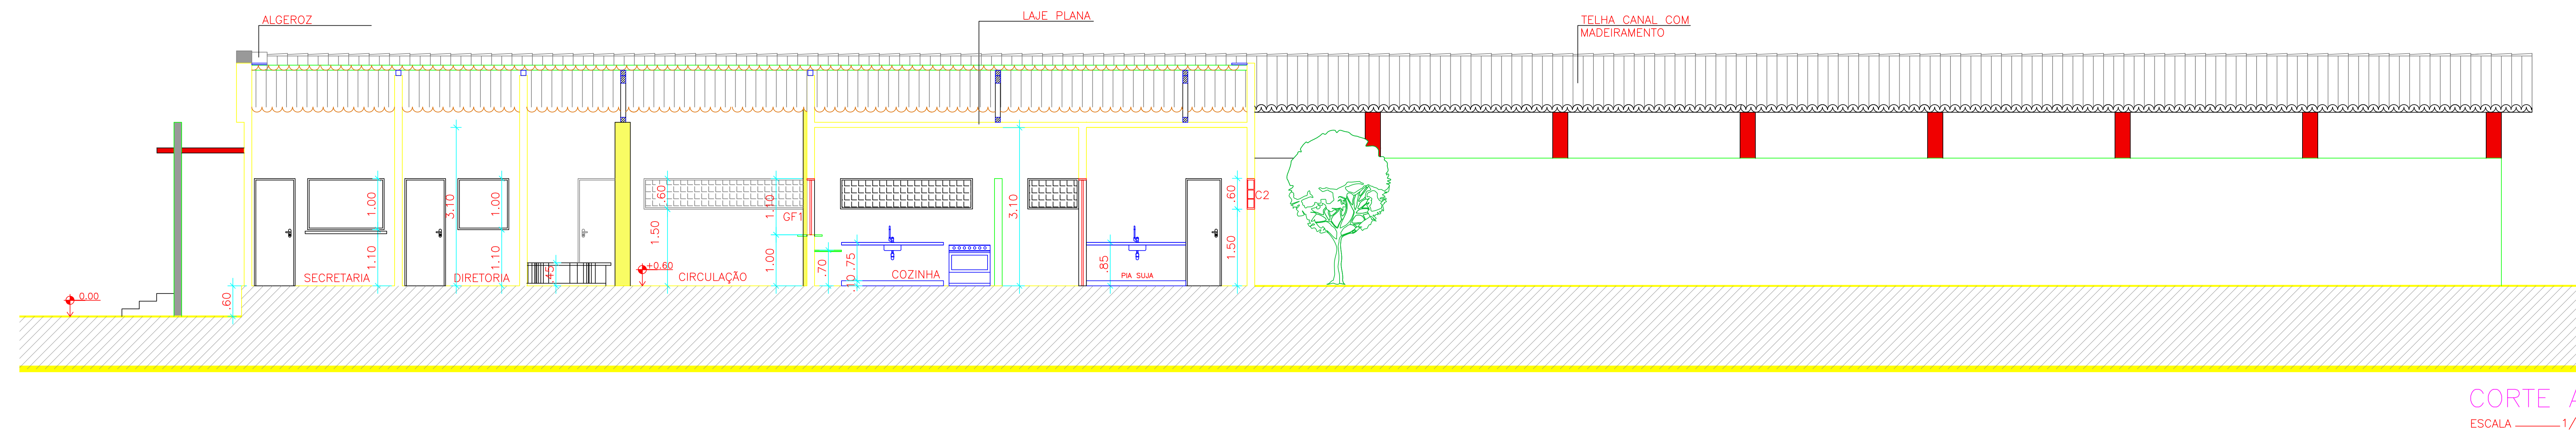 ALGEROZ
LAJE PLANA
TELHA CANAL COM
MADEIRAMENTO
1.00
3.10
1.00
.60
1.10
3.10
.60
C2
GF1
1.50
1.50
1.10
1.10
1.00
.70
.75
.10
.85
.45
+0.60
SECRETARIA
DIRETORIA
CIRCULAÇÃO
COZINHA
PIA SUJA
0.00
.60
CORTE A
ESCALA 1/